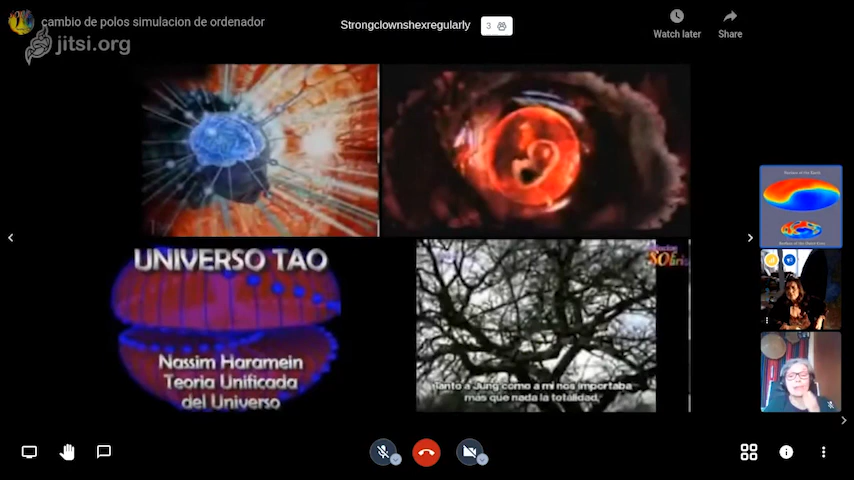 cambio de polos simulacion de ordenador
jitsi.org
Strongclownshexregularly
3
Watch later
Share
UNIVERSO TAO
Nassim Haramein
Teoria Unificada
del Universo
Tanto a Jung como a mi nos importaba
más que nada la totalidad,